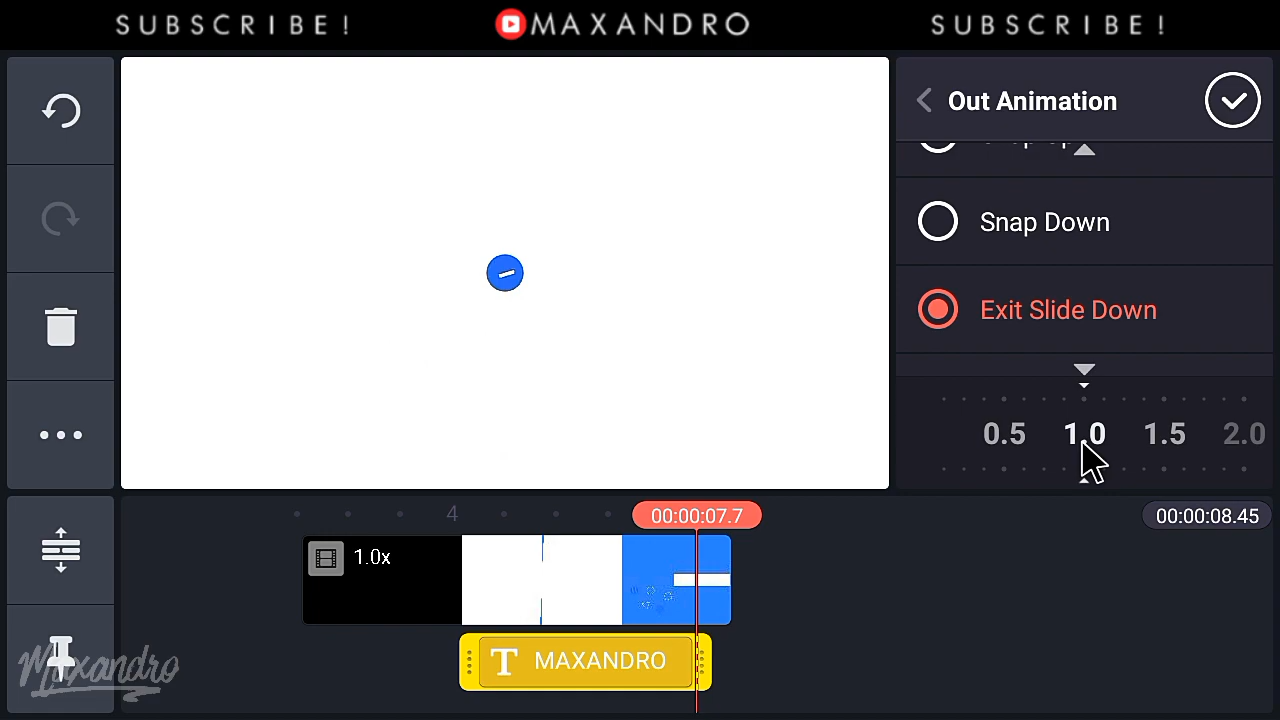 SUBSCRIBE!
MAXANDRO
SUBSCRIBE!
Out Animation
Snap Down
Exit Slide Down
0.5 1.0 1.5 2.0
4
00:00:07.7
00:00:08.45
1.0x
T MAXANDRO
Maxandro